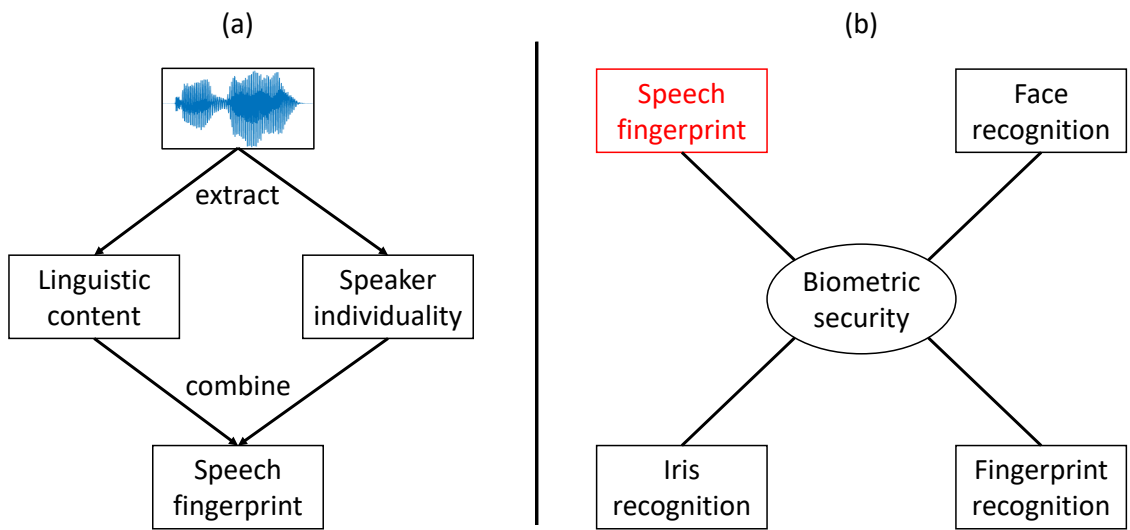 (a)
extract
Linguistic
content
Speaker
individuality
combine
Speech
fingerprint
(b)
Speech
fingerprint
Face
recognition
Biometric
security
Iris
recognition
Fingerprint
recognition